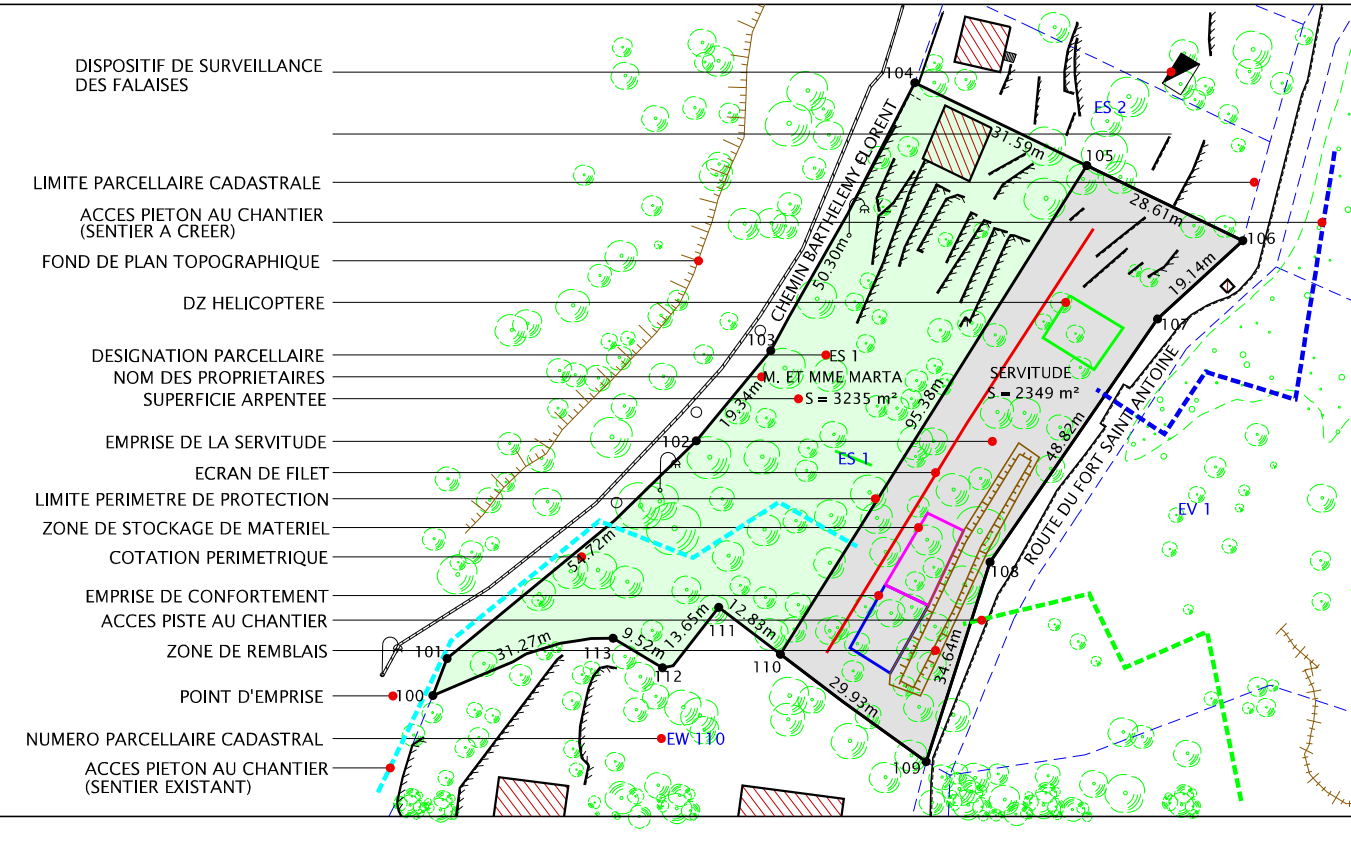 DISPOSITIF DE SURVEILLANCE
DES FALAISES
LIMITE PARCELLAIRE CADASTRALE
ACCES PIETON AU CHANTIER
(SENTIER A CREER)
FOND DE PLAN TOPOGRAPHIQUE
DZ HELICOPTERE
DESIGNATION PARCELLAIRE
NOM DES PROPRIETAIRES
SUPERFICIE ARPENTEE
EMPRISE DE LA SERVITUDE
ECRAN DE FILET
LIMITE PERIMETRE DE PROTECTION
ZONE DE STOCKAGE DE MATERIEL
COTATION PERIMETRIQUE
EMPRISE DE CONFORTEMENT
ACCES PISTE AU CHANTIER
ZONE DE REMBLAIS
POINT D'EMPRISE
NUMERO PARCELLAIRE CADASTRAL
ACCES PIETON AU CHANTIER
(SENTIER EXISTANT)
104
ES 2
31.59m
105
28.61m
106
19.14m
107
CHEMIN BARTHELEMY FLORENT
50.30m
103
ES 1
M. ET MME MARTA
S = 3235 m²
19.34m
102
95.38m
SERVITUDE
S = 2349 m²
48.82m
ROUTE DU FORT SAINT ANTOINE
ES 1
EV 1
54.72m
108
101
31.27m
113
9.52m
112
13.65m
111
12.83m
110
34.64m
29.93m
100
EW 110
109